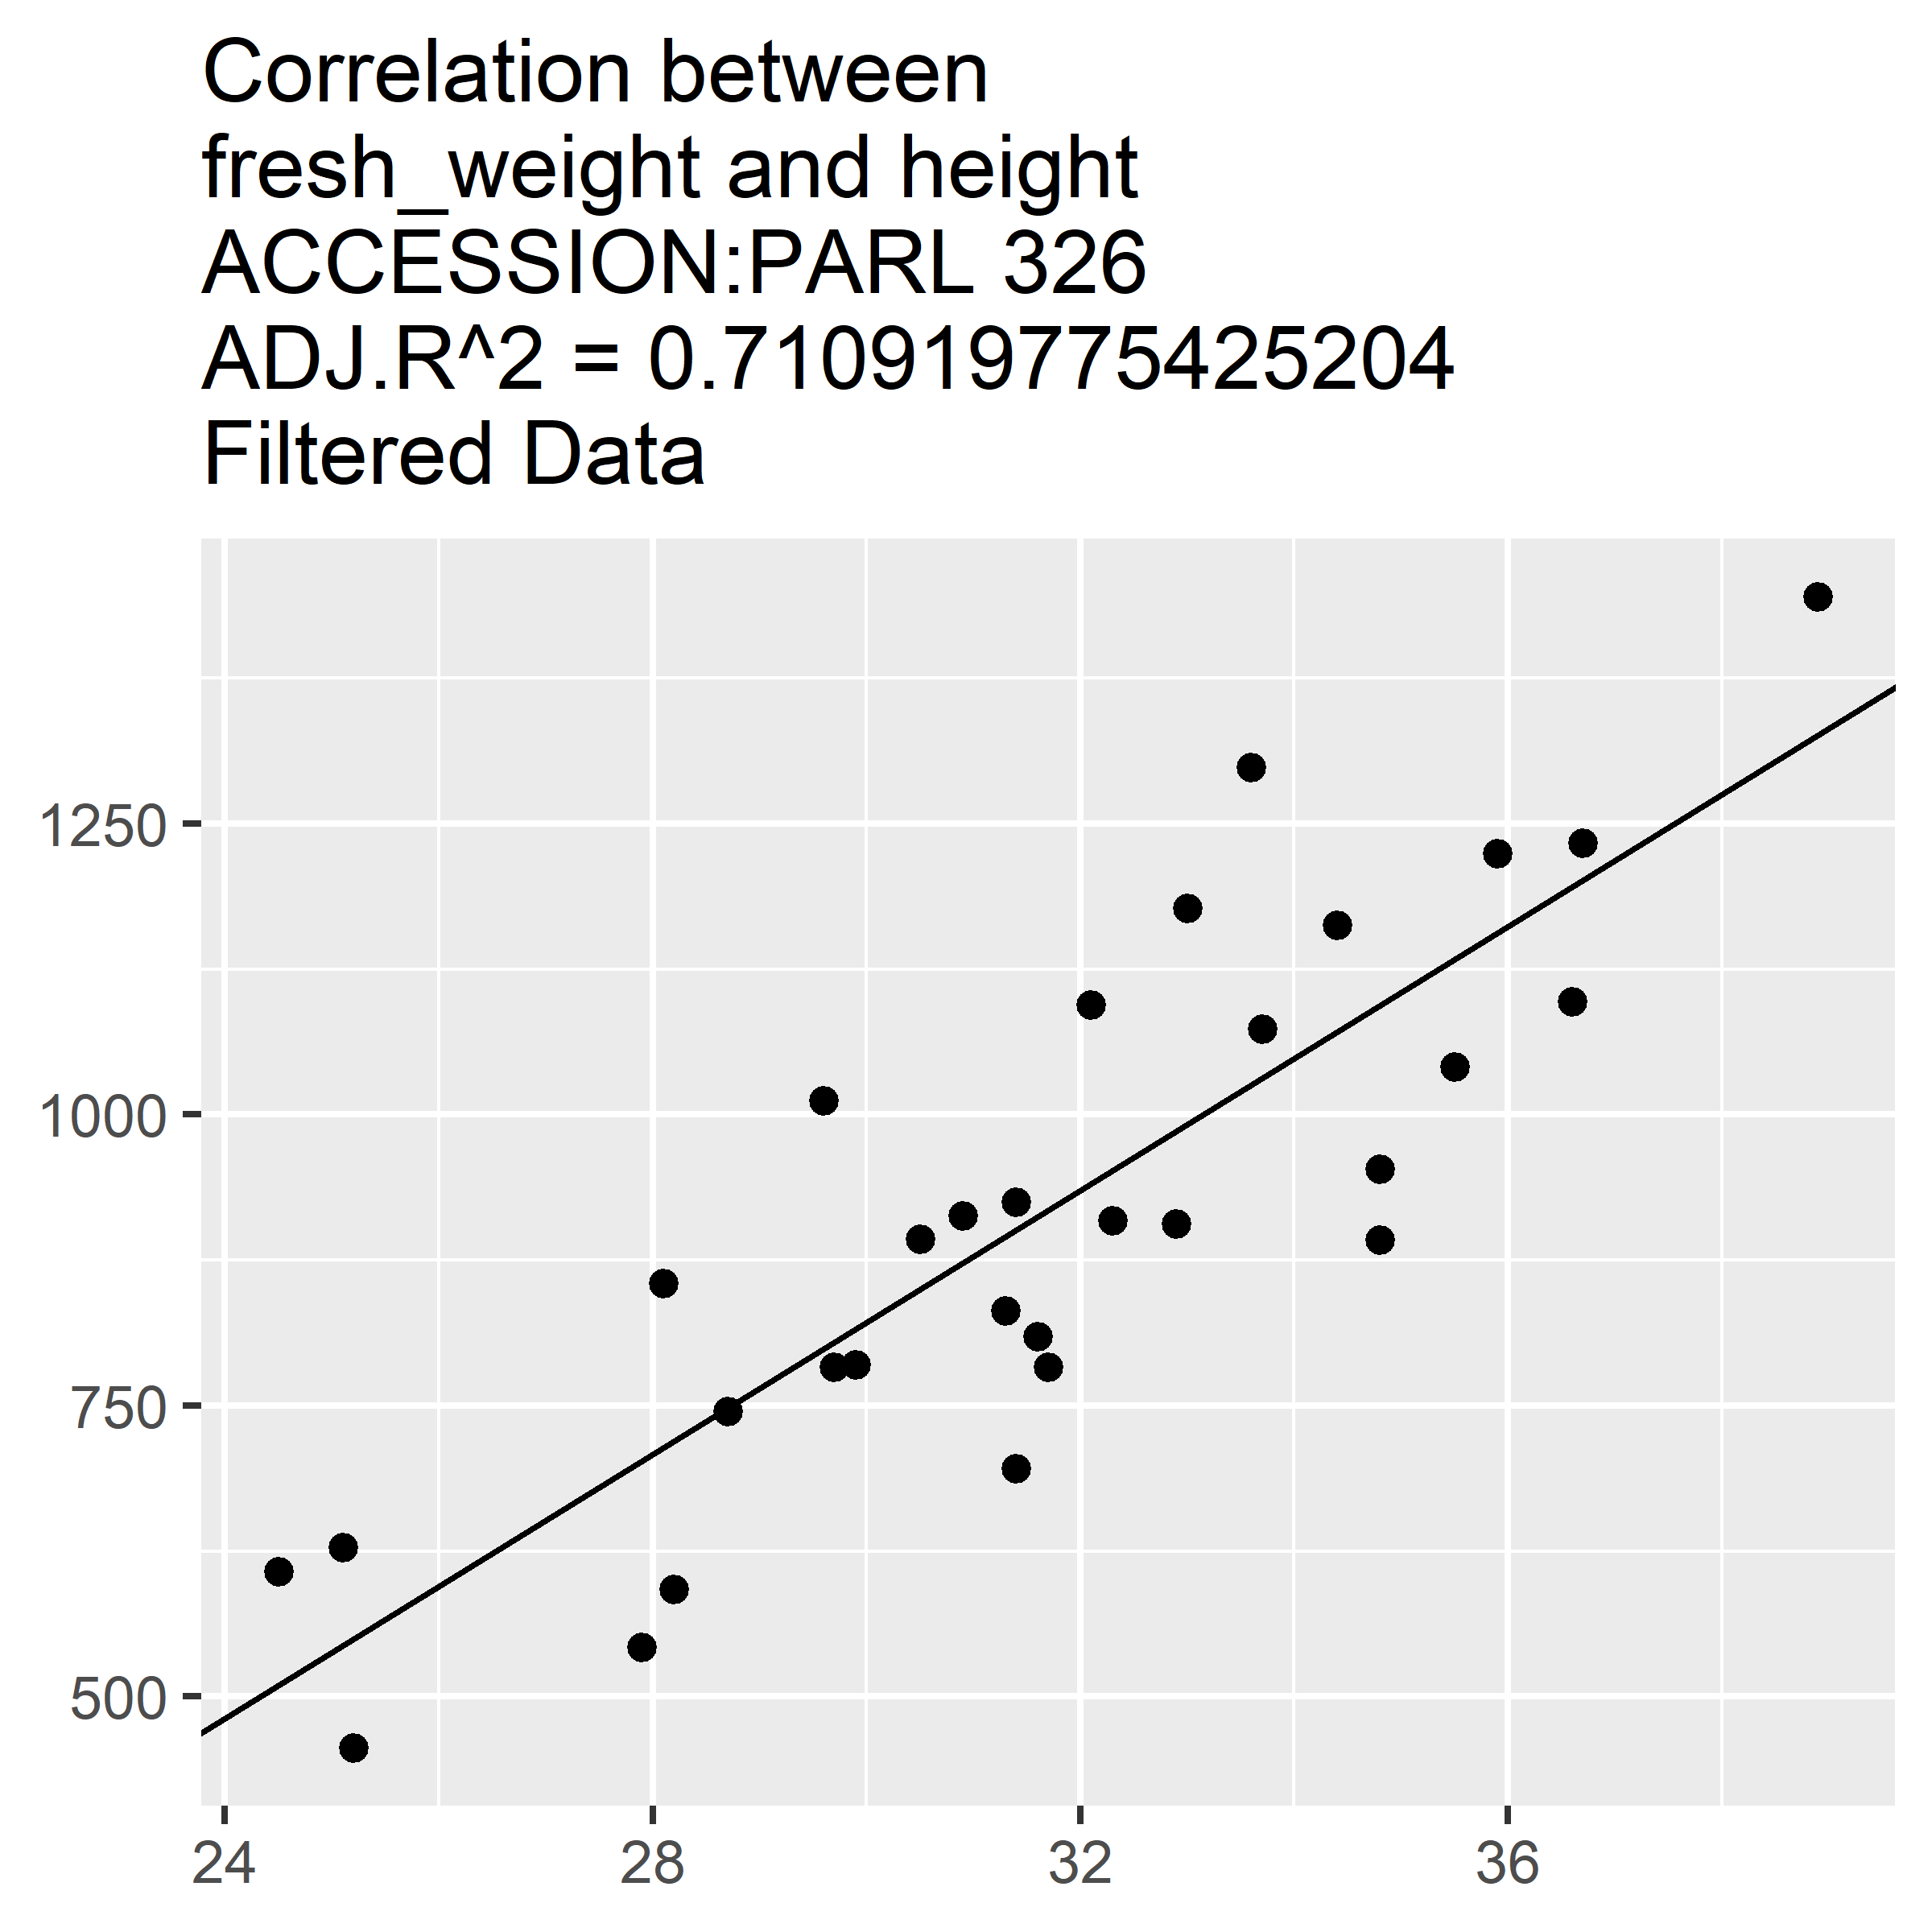 Correlation between
fresh_weight and height
ACCESSION:PARL 326
ADJ.R^2 = 0.710919775425204
Filtered Data
1250
1000
750
500
24 28 32 36